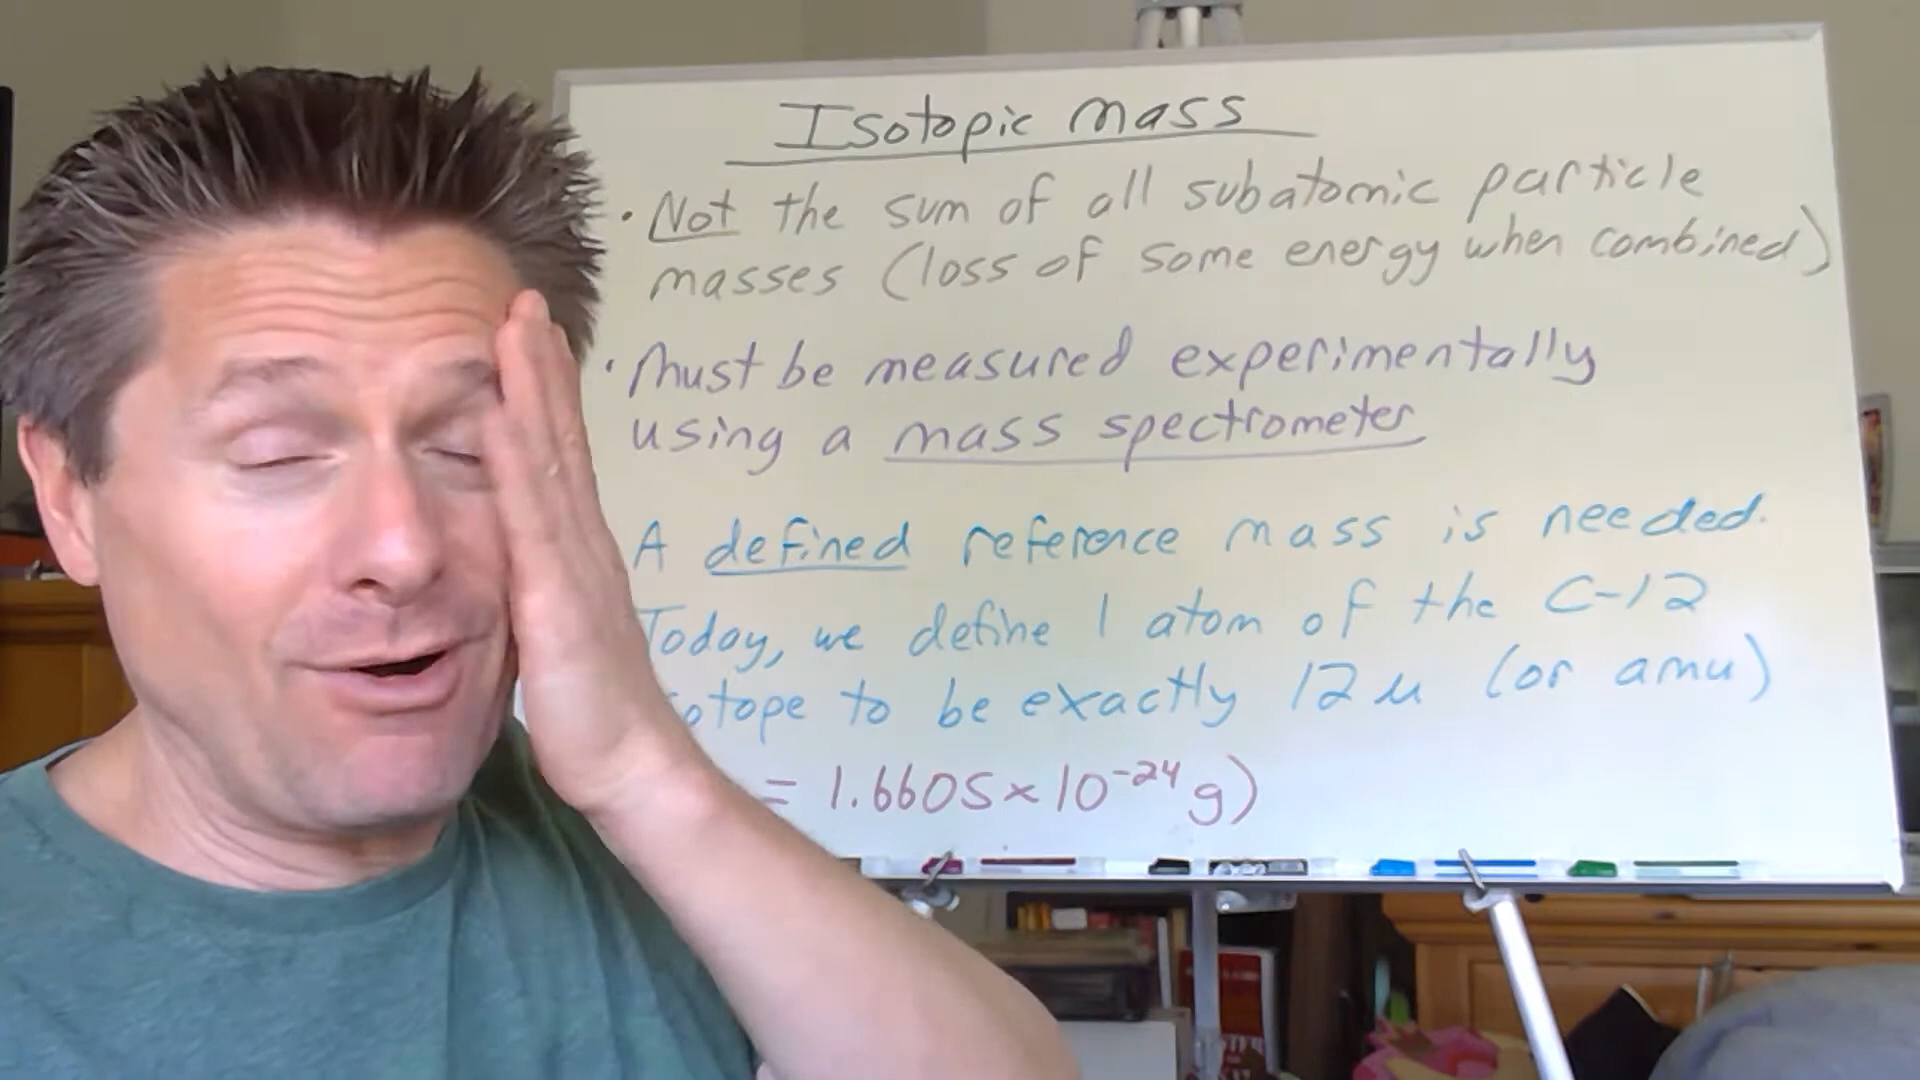 Isotopic mass
• Not the sum of all subatomic particle
masses (loss of some energy when combined)
• Must be measured experimentally
using a mass spectrometer
A defined reference mass is needed.
Today, we define 1 atom of the C-12
otope to be exactly 12 u (or amu)
= 1.6605 x 10⁻²⁴ g)